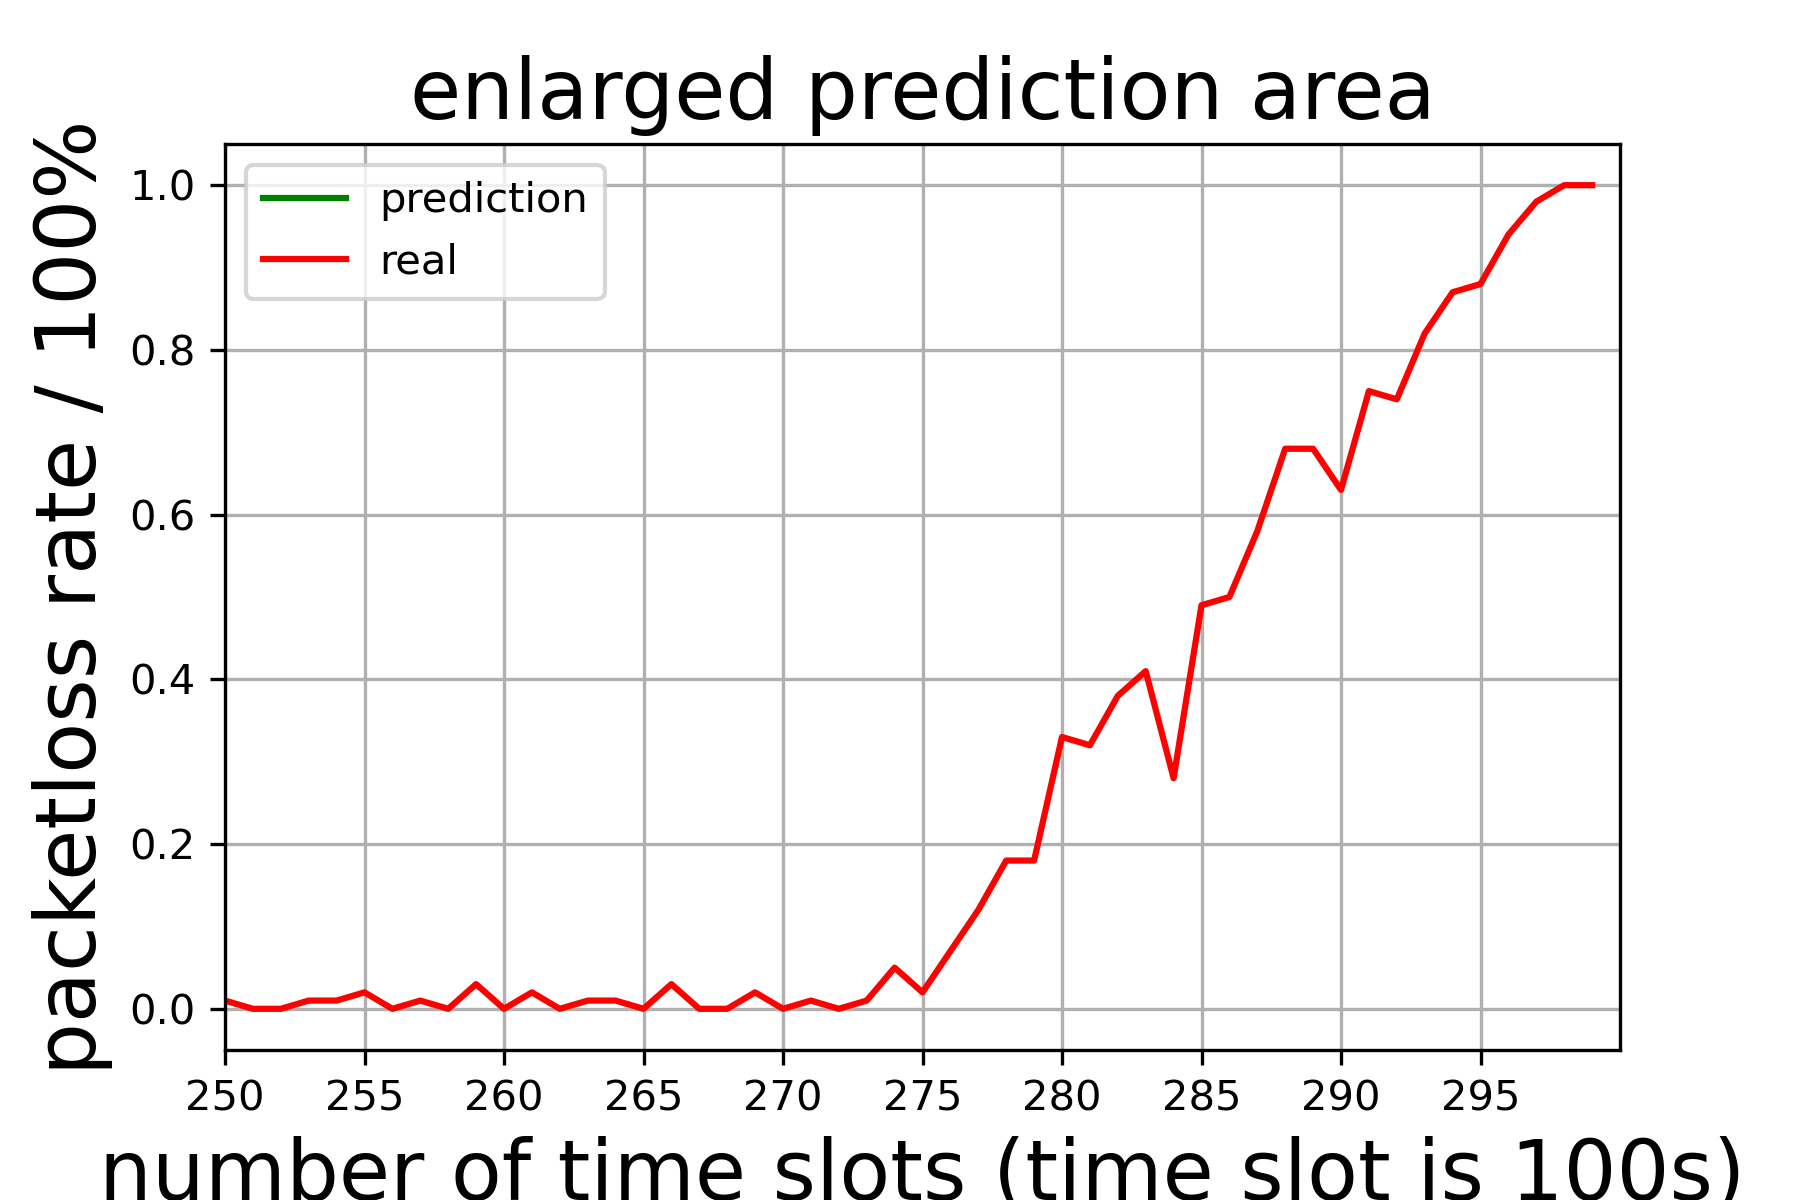 enlarged prediction area
packetloss rate / 100%
1.0
0.8
0.6
0.4
0.2
0.0
prediction
real
250 255 260 265 270 275 280 285 290 295
number of time slots (time slot is 100s)